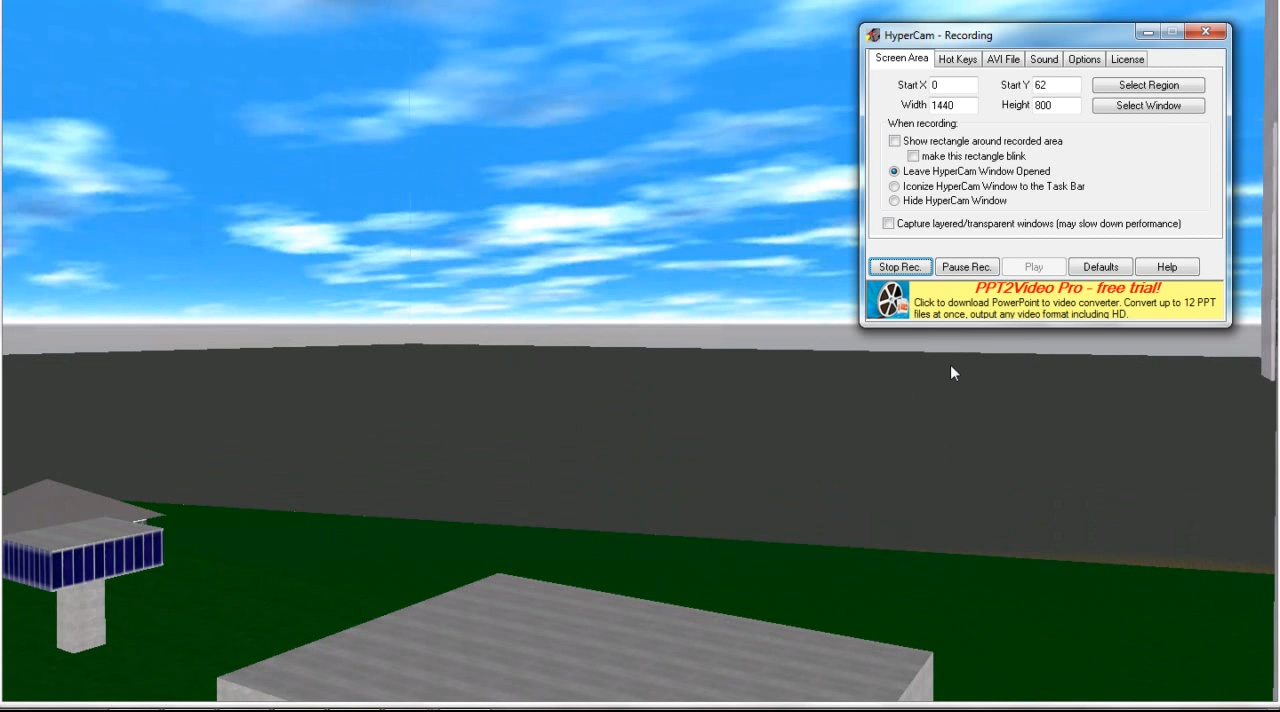 HyperCam - Recording
Screen Area Hot Keys AVI File Sound Options License
Start X 0 Start Y 62 Select Region
Width 1440 Height 800 Select Window
When recording:
Show rectangle around recorded area
make this rectangle blink
Leave HyperCam Window Opened
Iconize HyperCam Window to the Task Bar
Hide HyperCam Window
Capture layered/transparent windows (may slow down performance)
Stop Rec. Pause Rec. Play Defaults Help
PPT2Video Pro - free trial!
Click to download PowerPoint to video converter. Convert up to 12 PPT
files at once, output any video format including HD.